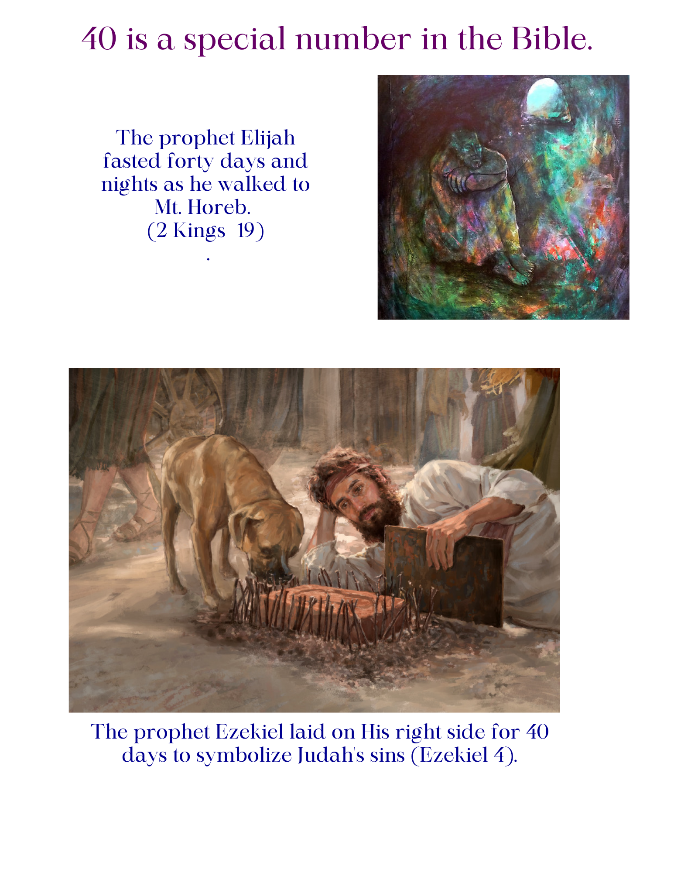 40 is a special number in the Bible.
The prophet Elijah
fasted forty days and
nights as he walked to
Mt. Horeb.
(2 Kings 19)
.
The prophet Ezekiel laid on His right side for 40
days to symbolize Judah's sins (Ezekiel 4).